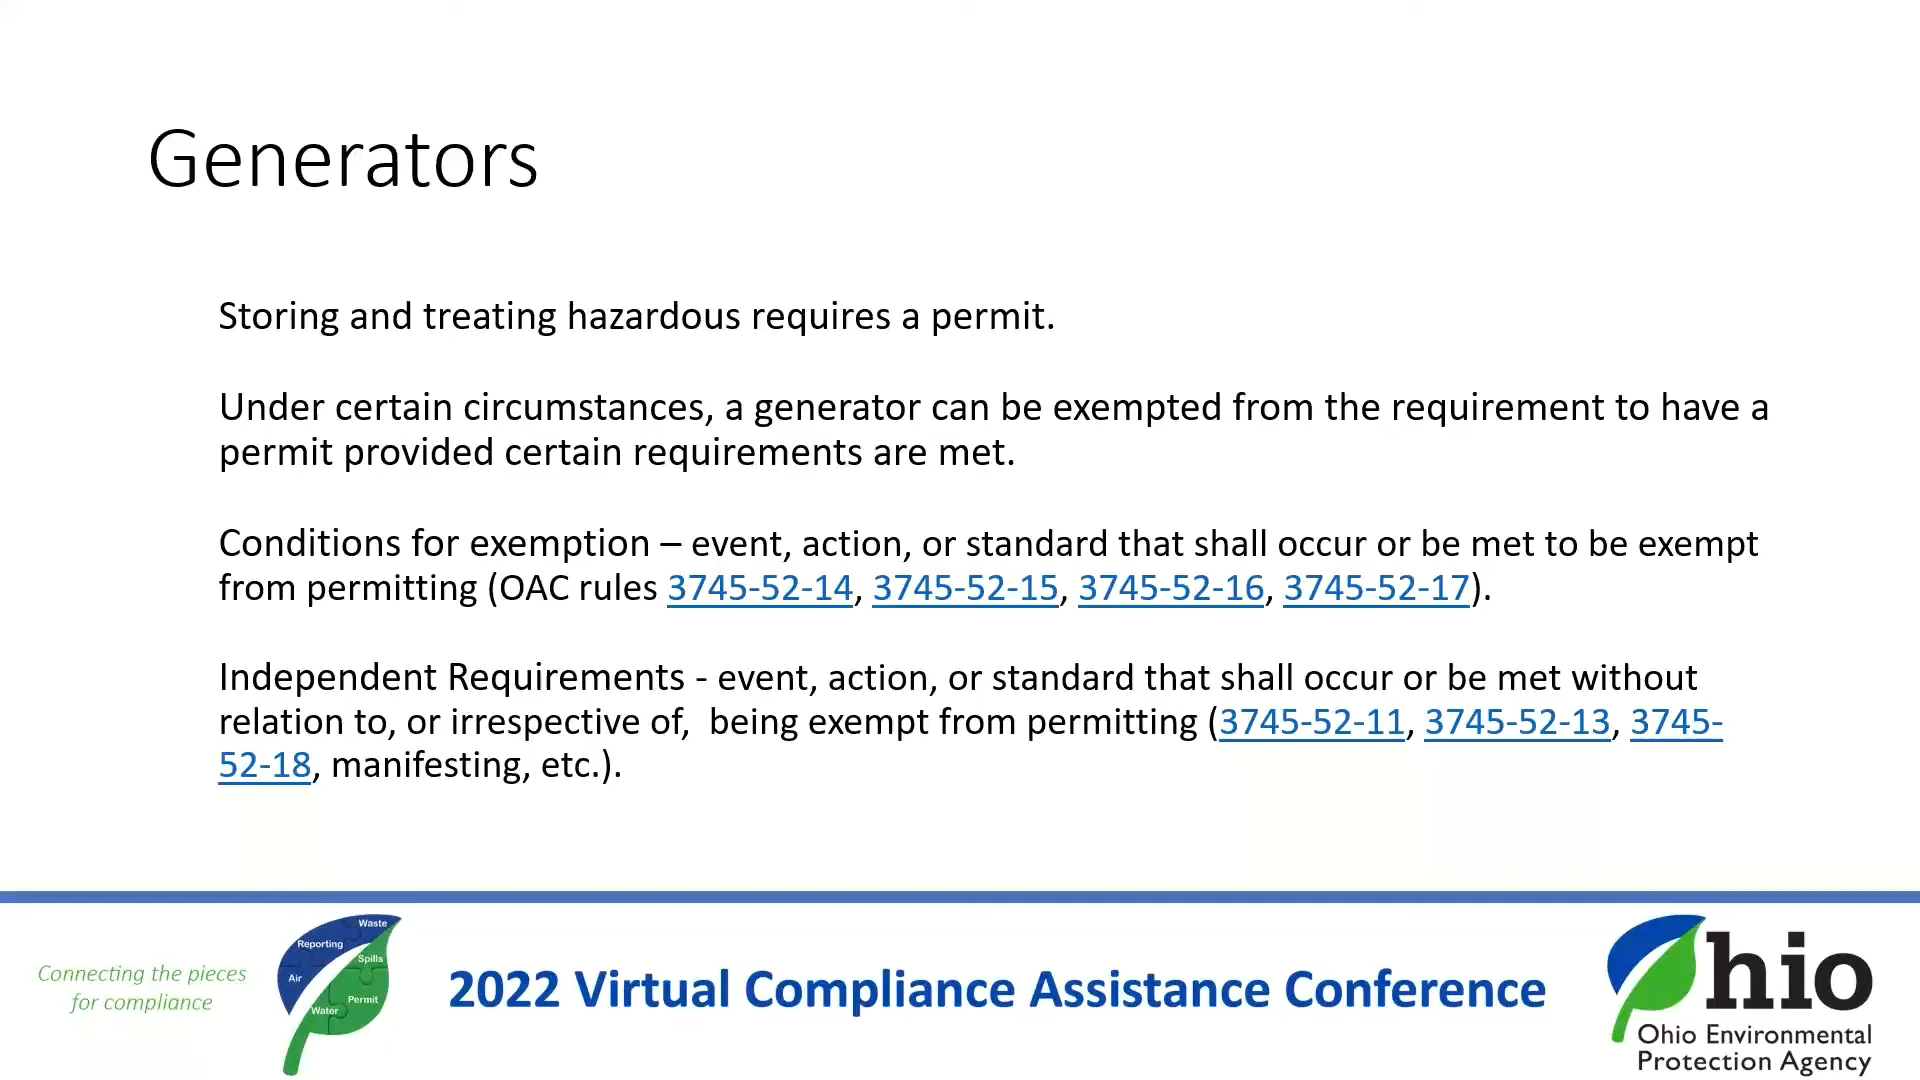 Generators
Storing and treating hazardous requires a permit.
Under certain circumstances, a generator can be exempted from the requirement to have a
permit provided certain requirements are met.
Conditions for exemption – event, action, or standard that shall occur or be met to be exempt
from permitting (OAC rules 3745-52-14, 3745-52-15, 3745-52-16, 3745-52-17).
Independent Requirements - event, action, or standard that shall occur or be met without
relation to, or irrespective of,  being exempt from permitting (3745-52-11, 3745-52-13, 3745-
52-18, manifesting, etc.).
Connecting the pieces
for compliance
Waste
Reporting
Spills
Air
Permit
Water
2022 Virtual Compliance Assistance Conference
hio
Ohio Environmental
Protection Agency